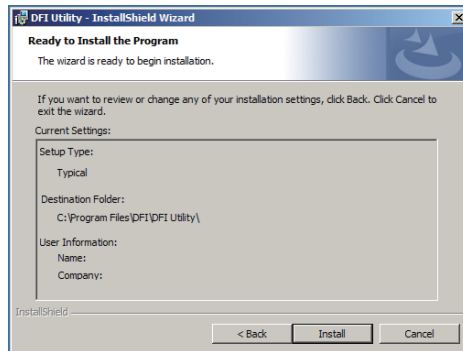 DFI Utility - InstallShield Wizard
Ready to Install the Program
The wizard is ready to begin installation.
If you want to review or change any of your installation settings, click Back. Click Cancel to
exit the wizard.
Current Settings:
Setup Type:
Typical
Destination Folder:
C:\Program Files\DFI\DFI Utility\
User Information:
Name:
Company:
InstallShield
< Back
Install
Cancel